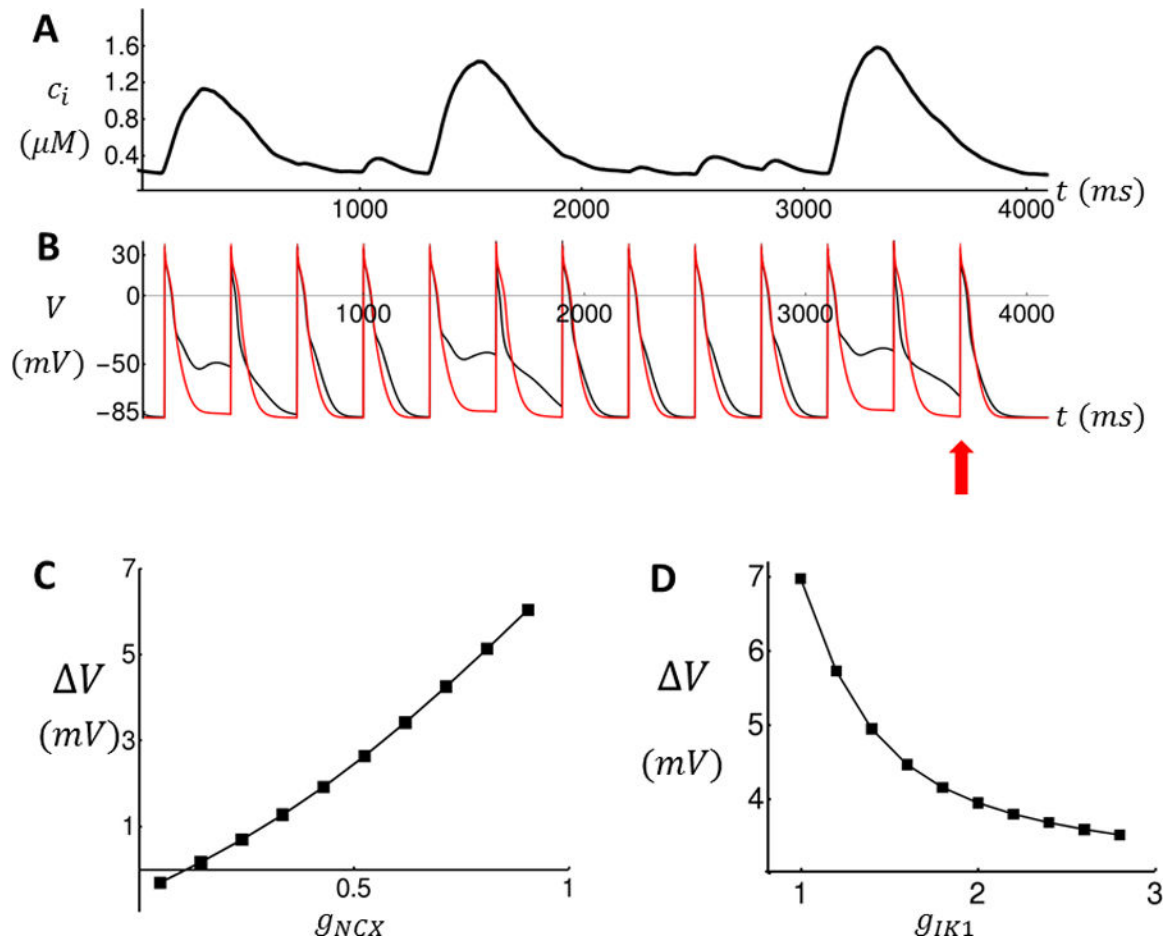 A
1.6
c_i
1.2
(μM)
0.8
0.4
1000 2000 3000 4000 t (ms)
B
30
V
0
1000 2000 3000 4000
(mV)
−50
−85
t (ms)
C
7
ΔV
5
(mV)
3
1
0.5 1
g_NCX
D
7
ΔV
6
5
(mV)
4
1 2 3
g_IK1